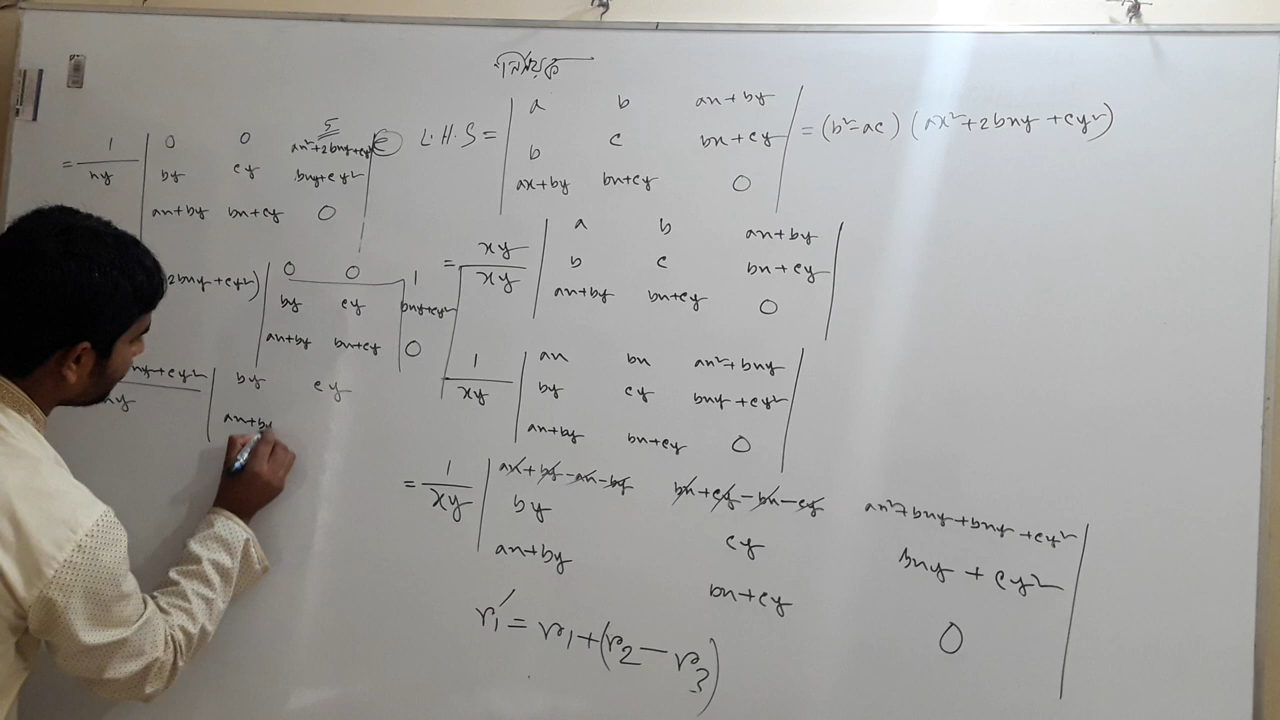 নির্ণায়ক
L.H.S = | a b ax+by |
| b c bx+cy | = (b²-ac) (ax²+2bxy+cy²)
| ax+by bx+cy 0 |
= xy/xy | a b ax+by |
| b c bx+cy |
| ax+by bx+cy 0 |
1/xy | ax bx ax²+bxy |
| by cy bxy+cy² |
| ax+by bx+cy 0 |
= 1/xy | ax+by-ax-by bx+cy-bx-cy ax²+bxy+bxy+cy² |
| by cy bxy+cy² |
| ax+by bx+cy 0 |
r₁′ = r₁+(r₂-r₃)
= 1/xy | 0 0 ax²+2bxy+cy² |
| by cy bxy+cy² |
| ax+by bx+cy 0 |
2bxy+cy²) | 0 0 1 |
| by cy bxy+cy² |
| ax+by bx+cy 0 |
xy+cy²/xy | by cy
| ax+by